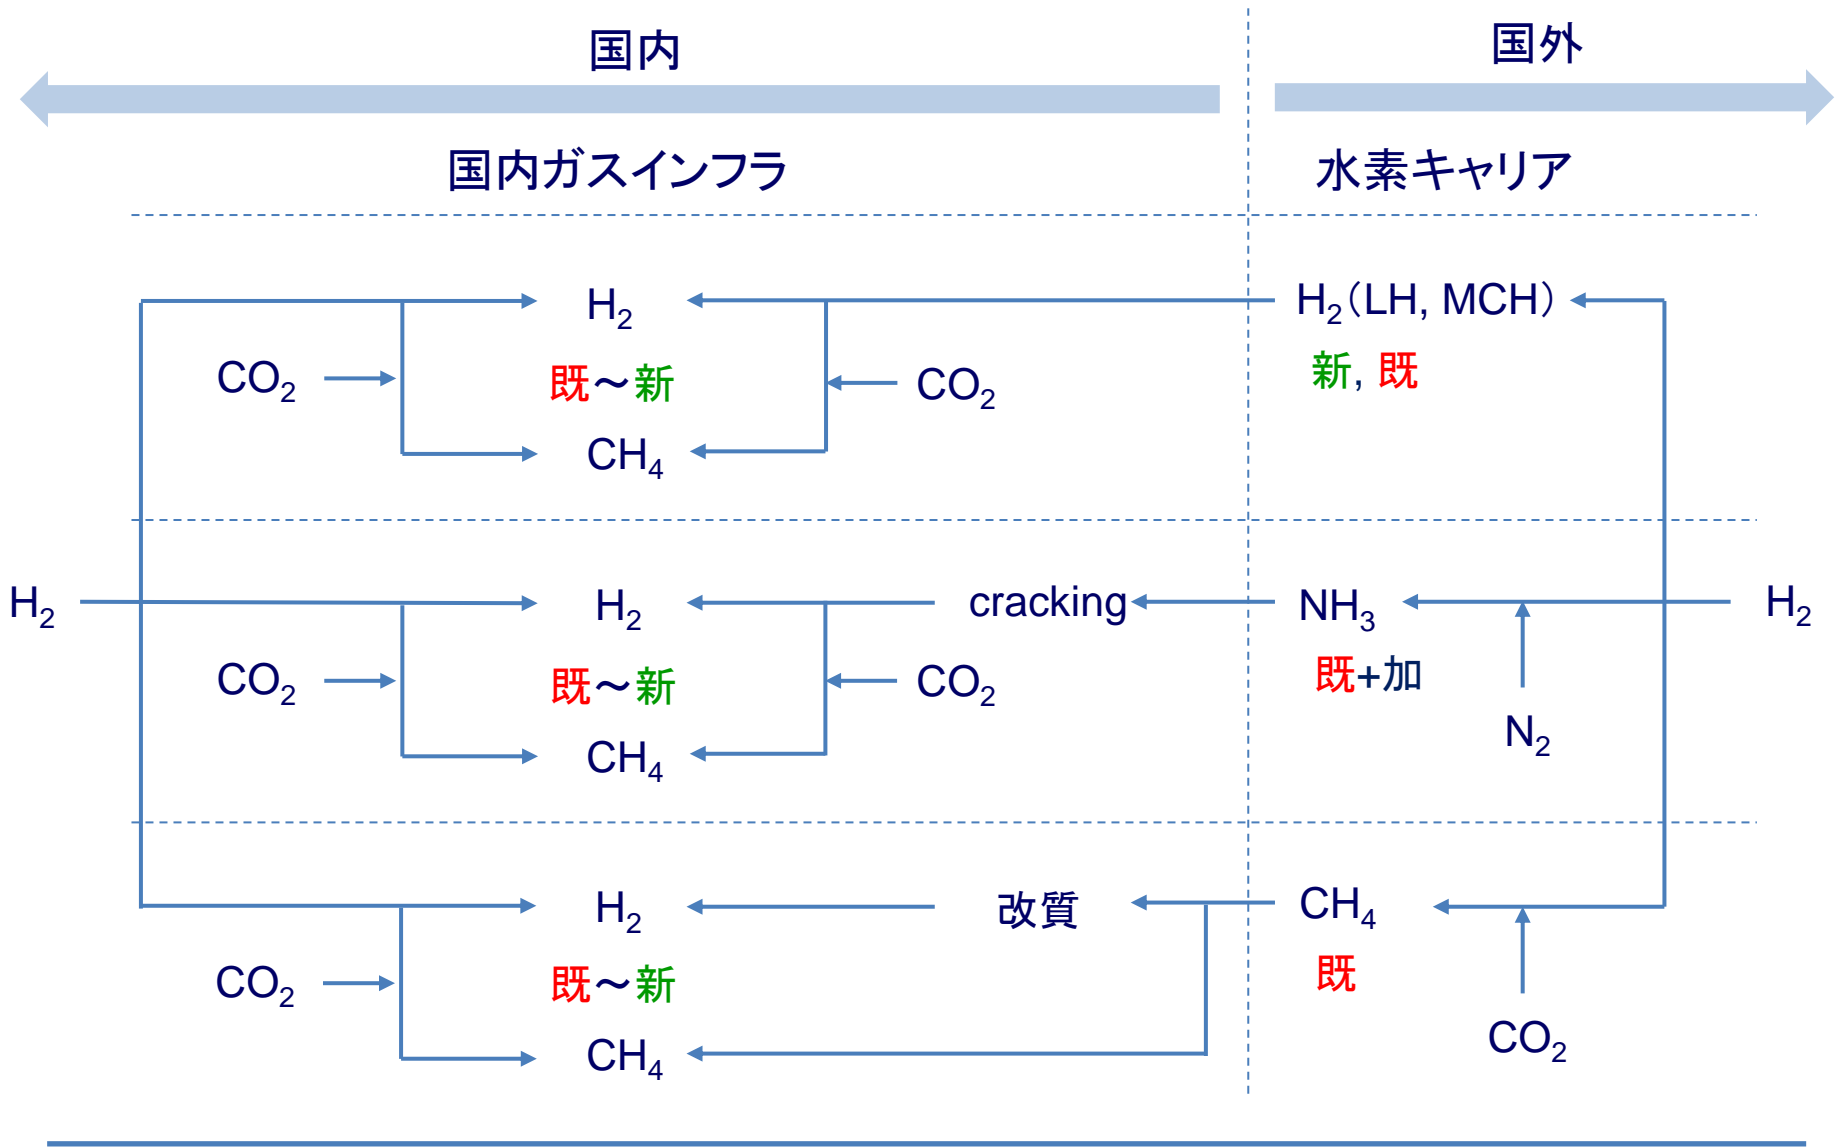 国内
国外
国内ガスインフラ
水素キャリア
H₂
H₂（LH, MCH）
CO₂
既～新
CO₂
新, 既
CH₄
H₂
H₂
cracking
NH₃
H₂
CO₂
既～新
CO₂
既+加
CH₄
N₂
H₂
改質
CH₄
CO₂
既～新
既
CH₄
CO₂